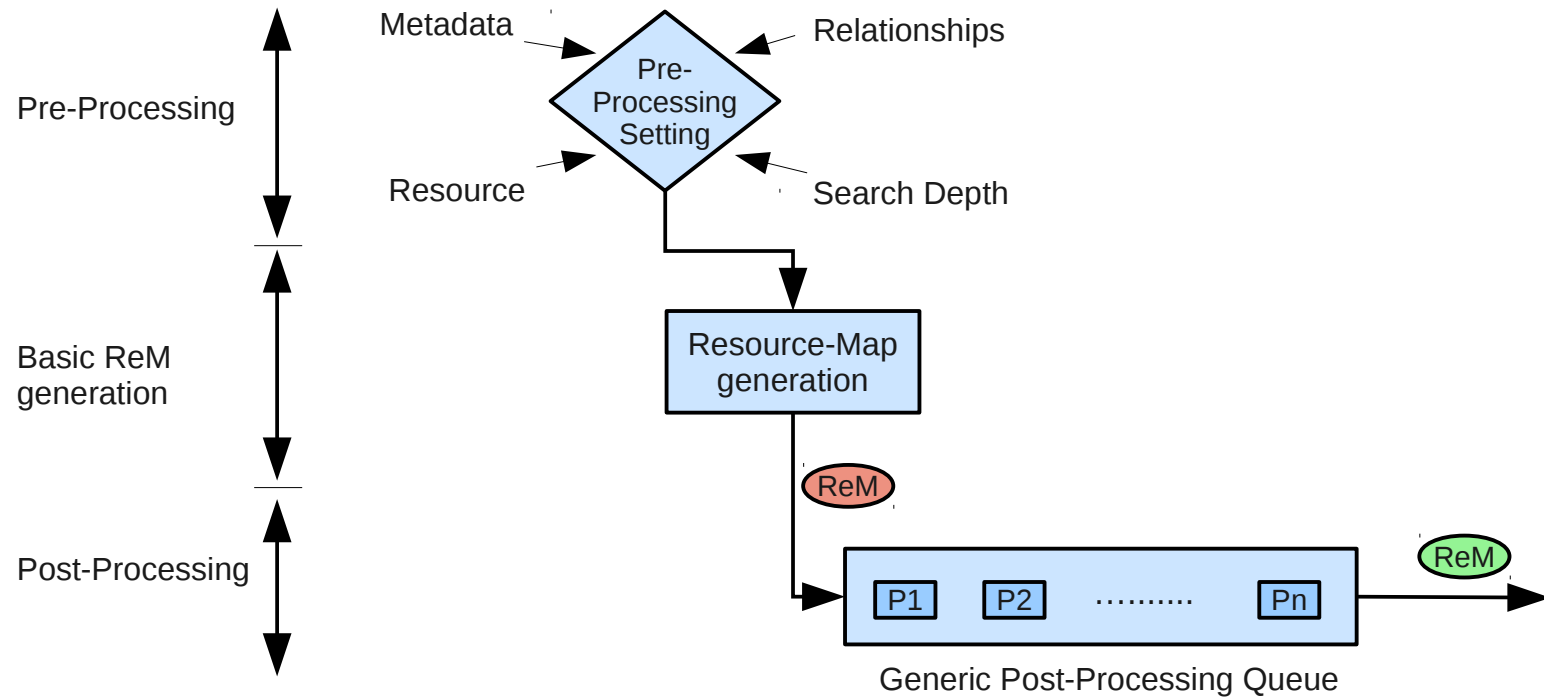 Metadata
Relationships
Pre-
Processing
Setting
Pre-Processing
Resource
Search Depth
Resource-Map
generation
Basic ReM
generation
ReM
Post-Processing
ReM
P1 P2 ........... Pn
Generic Post-Processing Queue